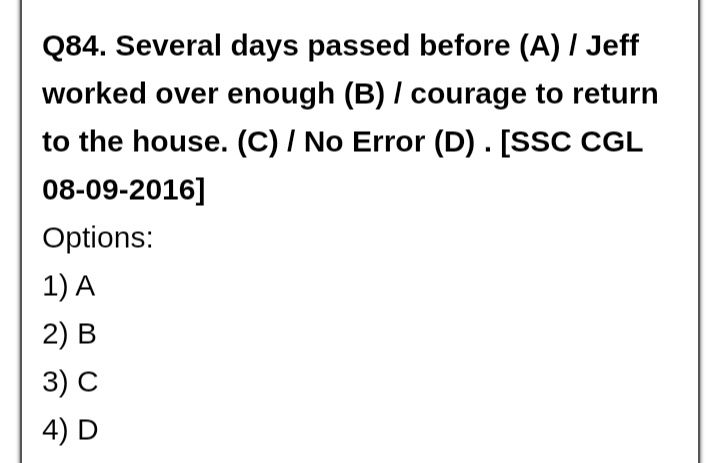 Q84. Several days passed before (A) / Jeff
worked over enough (B) / courage to return
to the house. (C) / No Error (D) . [SSC CGL
08-09-2016]
Options:
1) A
2) B
3) C
4) D